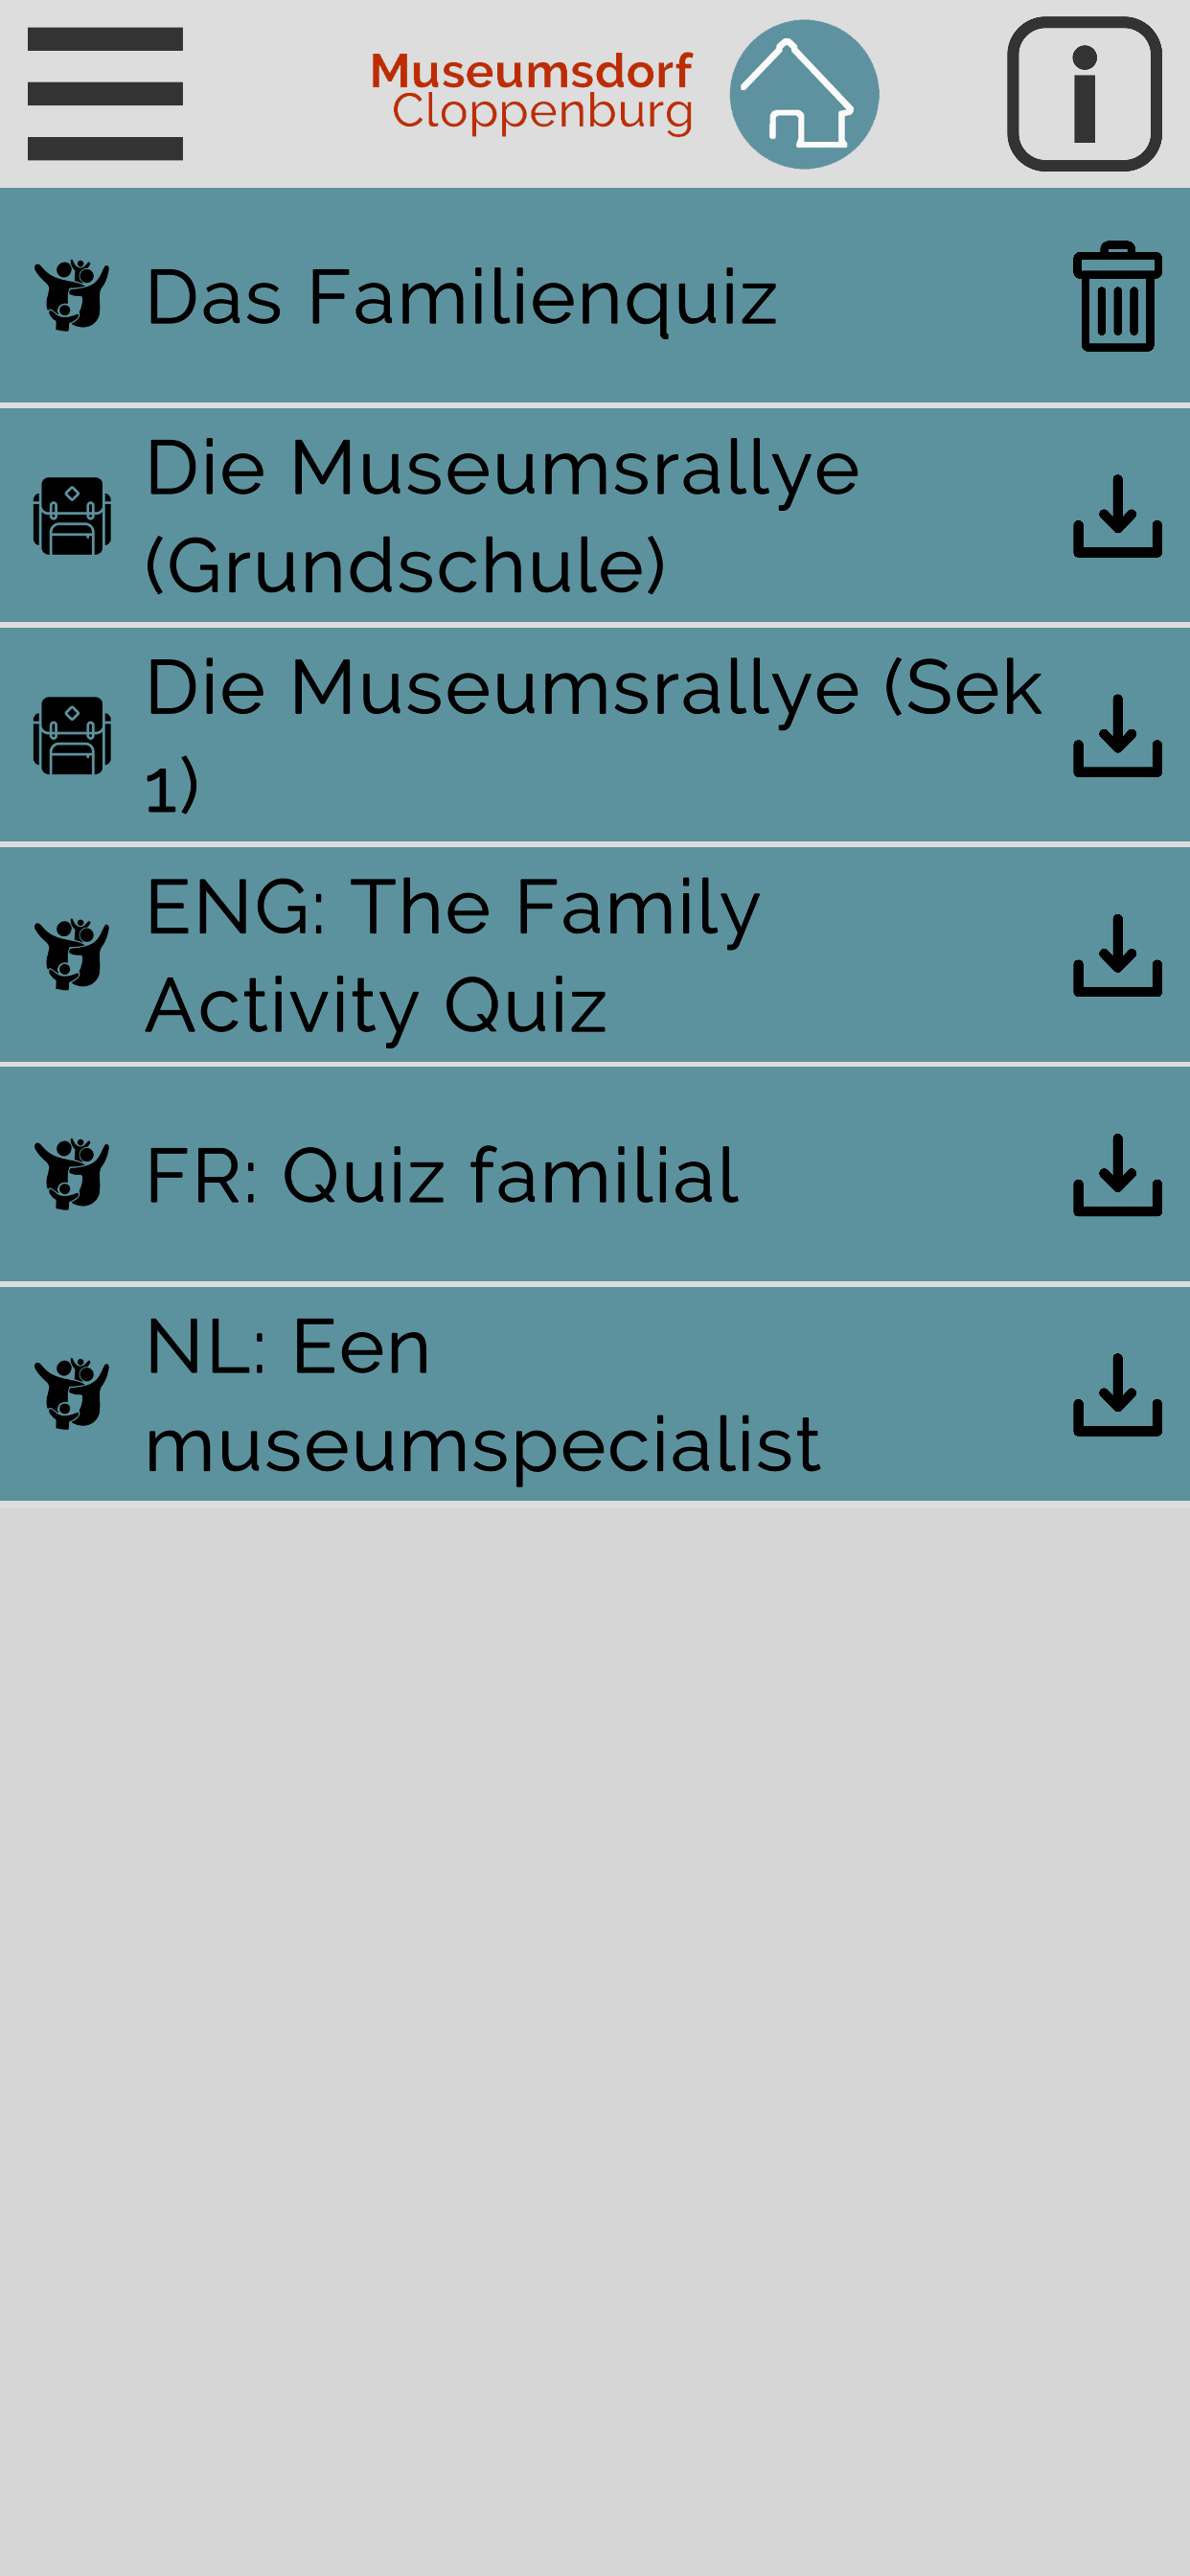 Museumsdorf
Cloppenburg
Das Familienquiz
Die Museumsrallye
(Grundschule)
Die Museumsrallye (Sek
1)
ENG: The Family
Activity Quiz
FR: Quiz familial
NL: Een
museumspecialist